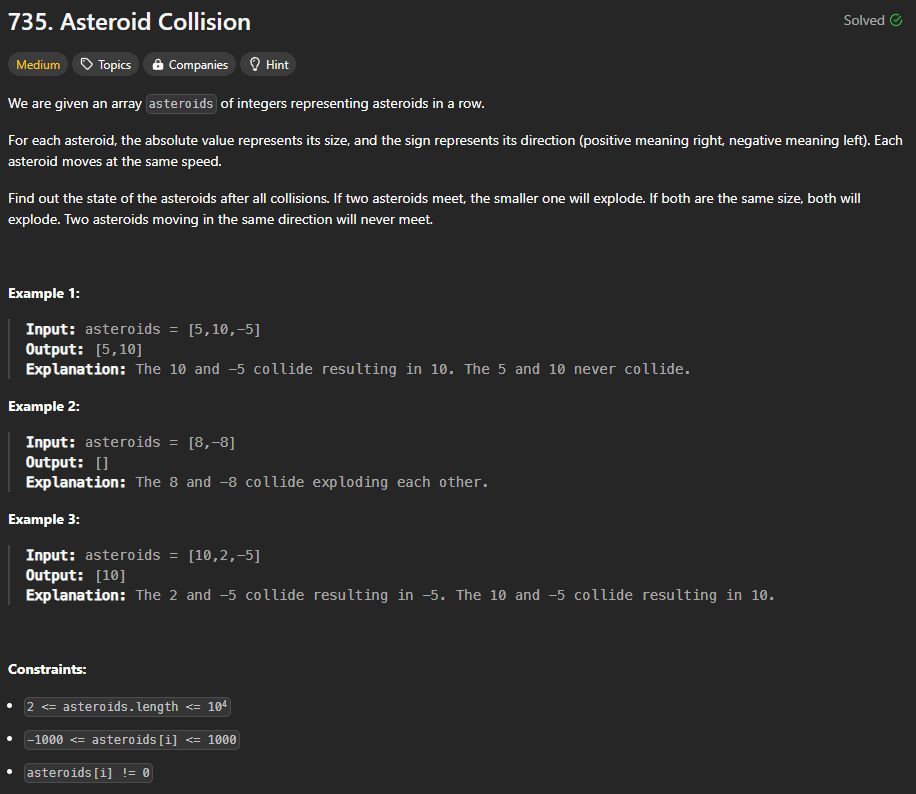 735. Asteroid Collision
Solved
Medium
Topics
Companies
Hint
We are given an array asteroids of integers representing asteroids in a row.
For each asteroid, the absolute value represents its size, and the sign represents its direction (positive meaning right, negative meaning left). Each
asteroid moves at the same speed.
Find out the state of the asteroids after all collisions. If two asteroids meet, the smaller one will explode. If both are the same size, both will
explode. Two asteroids moving in the same direction will never meet.
Example 1:
Input: asteroids = [5,10,-5]
Output: [5,10]
Explanation: The 10 and -5 collide resulting in 10. The 5 and 10 never collide.
Example 2:
Input: asteroids = [8,-8]
Output: []
Explanation: The 8 and -8 collide exploding each other.
Example 3:
Input: asteroids = [10,2,-5]
Output: [10]
Explanation: The 2 and -5 collide resulting in -5. The 10 and -5 collide resulting in 10.
Constraints:
2 <= asteroids.length <= 10⁴
-1000 <= asteroids[i] <= 1000
asteroids[i] != 0